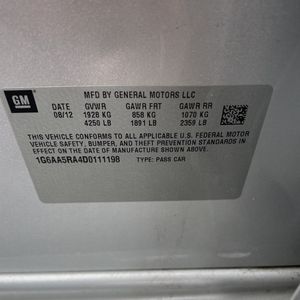 GM
MFD BY GENERAL MOTORS LLC
DATE GVWR GAWR FRT GAWR RR
08/12 1928 KG 858 KG 1070 KG
4250 LB 1891 LB 2359 LB
THIS VEHICLE CONFORMS TO ALL APPLICABLE U.S. FEDERAL MOTOR
VEHICLE SAFETY, BUMPER, AND THEFT PREVENTION STANDARDS
IN EFFECT ON THE DATE OF MANUFACTURE SHOWN ABOVE.
1G6AA5RA4D0111198 TYPE: PASS CAR